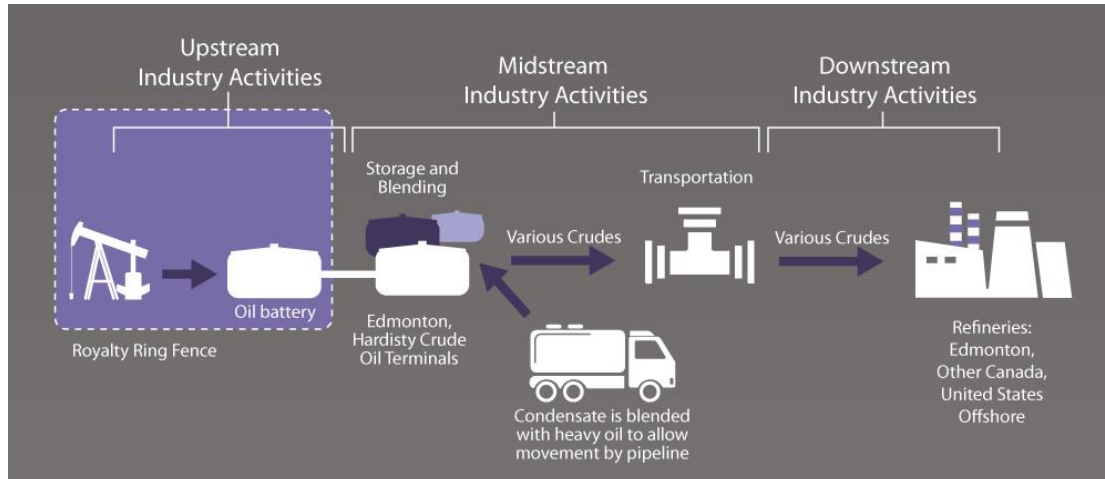 Upstream
Industry Activities
Midstream
Industry Activities
Downstream
Industry Activities
Storage and
Blending
Transportation
Various Crudes
Various Crudes
Oil battery
Royalty Ring Fence
Edmonton,
Hardisty Crude
Oil Terminals
Condensate is blended
with heavy oil to allow
movement by pipeline
Refineries:
Edmonton,
Other Canada,
United States
Offshore